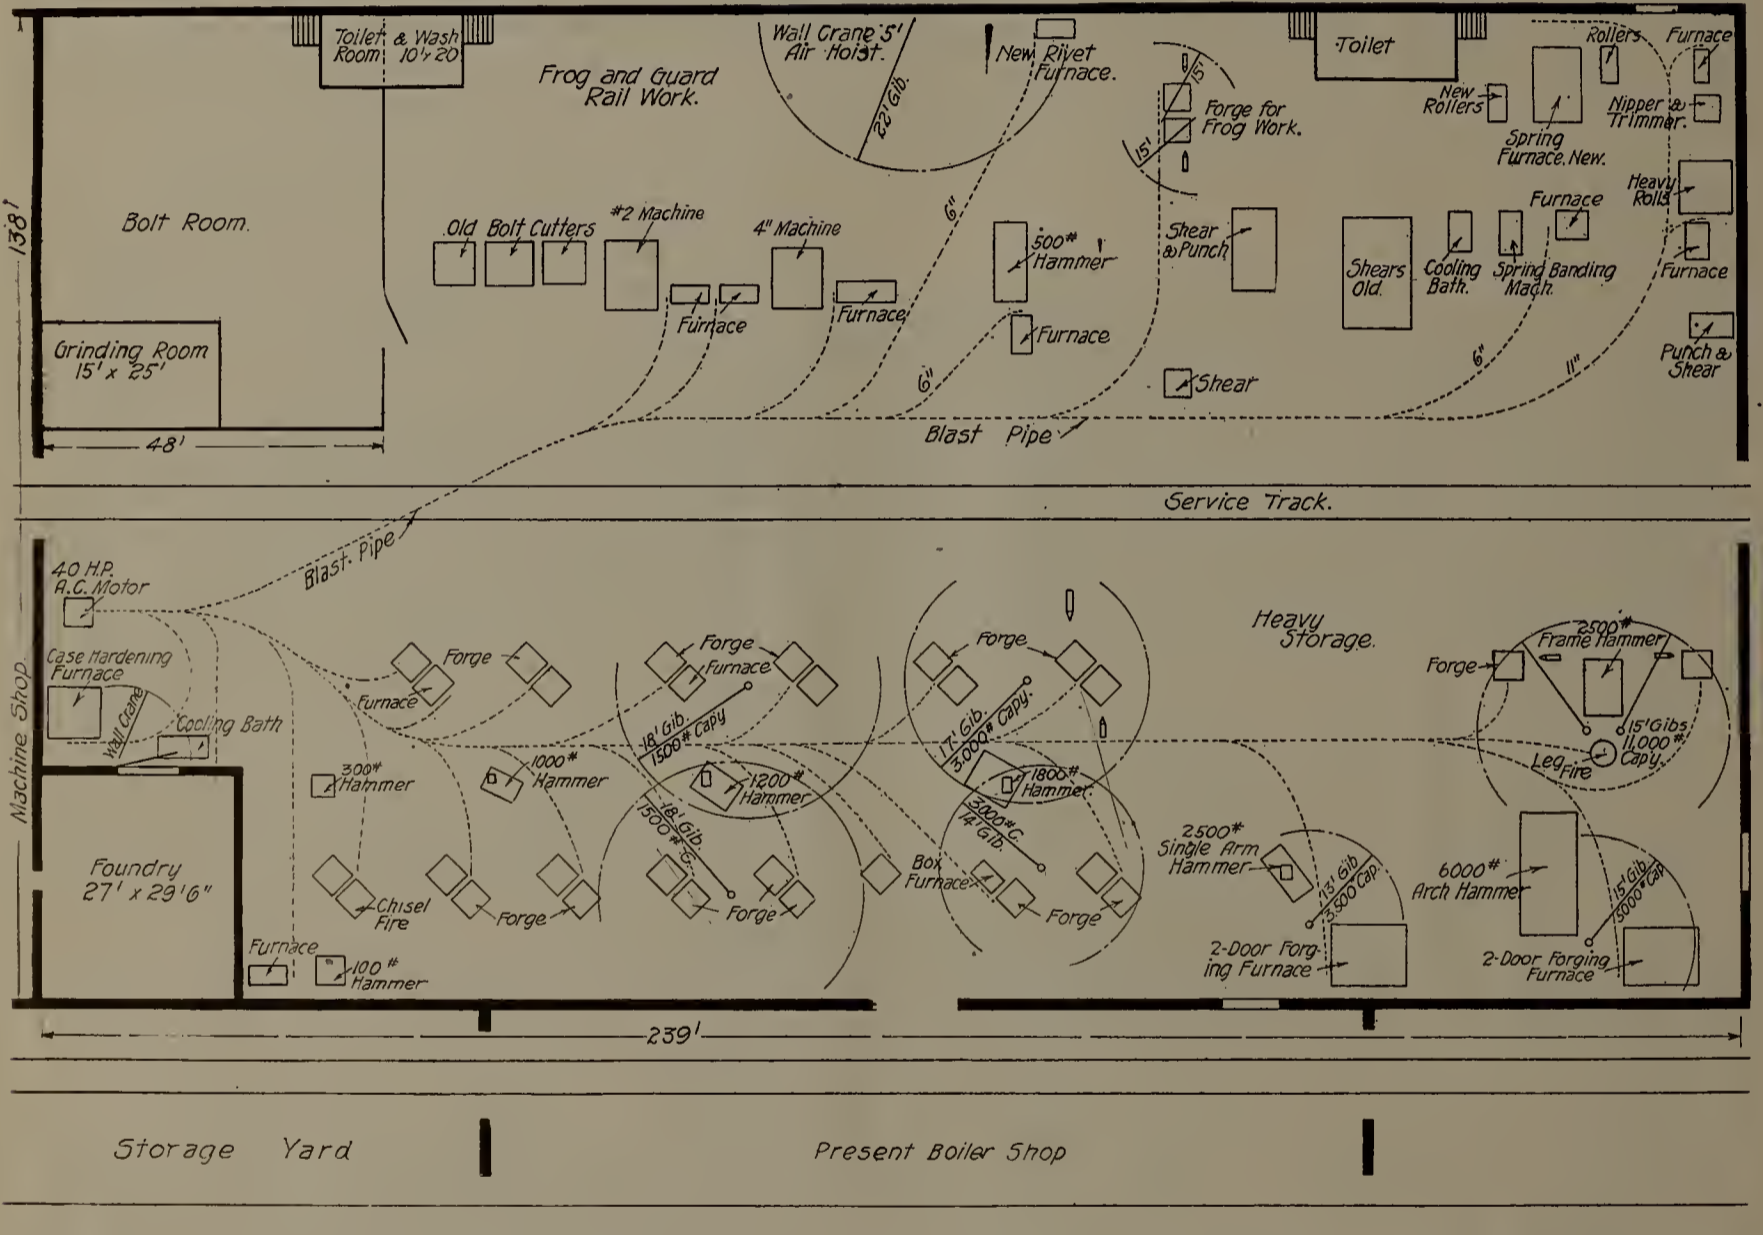 Toilet & Wash
Room 10'x20'
Frog and Guard
Rail Work.
Wall Crane 5'
Air Hoist.
22' Gib.
New Rivet
Furnace.
15'
15'
Forge for
Frog Work.
Toilet
Rollers
Furnace
New
Rollers
Spring
Furnace. New.
Nipper &
Trimmer.
Heavy
Rolls
Furnace
138'
Bolt Room.
Old Bolt Cutters
#2 Machine
4" Machine
Furnace
Furnace
6"
500#
Hammer
Furnace
6"
Shear
& Punch
Shears
Old.
Cooling
Bath.
Spring Banding
Mach.
Furnace
Punch &
Shear
6"
11"
Shear
Grinding Room
15' x 25'
48'
Blast Pipe
Service Track.
Blast Pipe
40 H.P.
A.C. Motor
Case Hardening
Furnace
Wall Crane
Cooling Bath
Machine Shop.
Forge
Furnace
Forge
Furnace
18' Gib.
1500# Capy
Forge
17' Gib.
3,000# Capy.
Heavy
Storage.
2500#
Frame Hammer
Forge
15' Gibs
11,000#
Capy
Leg Fire
300#
Hammer
1000#
Hammer
1200#
Hammer
18' Gib.
1500# C.
1800#
Hammer
3000# C.
14' Gib.
Box
Furnace
2500#
Single Arm
Hammer
13' Gib
3,500 Cap.
6000#
Arch Hammer
15' Gib.
5000# Cap
Foundry
27' x 29'6"
Chisel
Fire
Forge
Forge
Forge
Furnace
100#
Hammer
2-Door Forg-
ing Furnace
2-Door Forging
Furnace
239'
Storage Yard
Present Boiler Shop